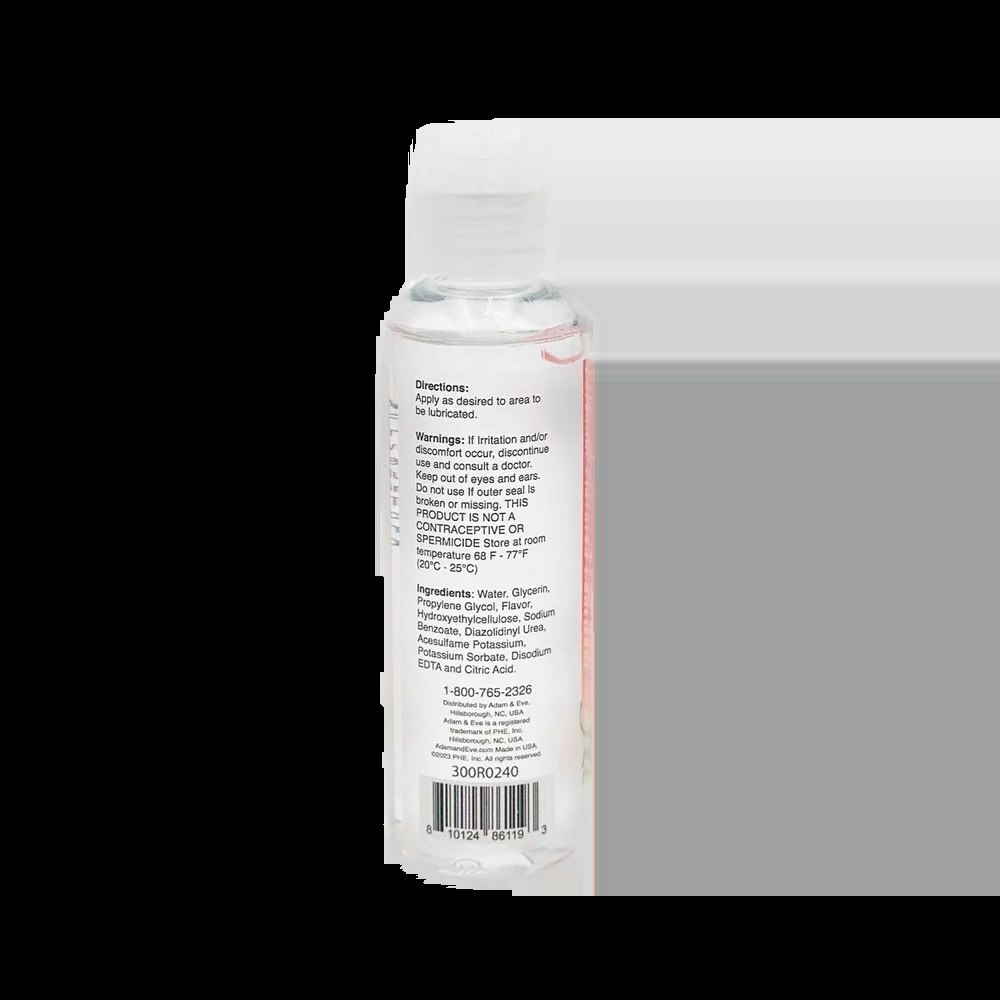 Directions:
Apply as desired to area to
be lubricated.
Warnings: If Irritation and/or
discomfort occur, discontinue
use and consult a doctor.
Keep out of eyes and ears.
Do not use If outer seal Is
broken or missing. THIS
PRODUCT IS NOT A
CONTRACEPTIVE OR
SPERMICIDE Store at room
temperature 68 F - 77°F
(20°C - 25°C)
Ingredients: Water, Glycerin,
Propylene Glycol, Flavor,
Hydroxyethylcellulose, Sodium
Benzoate, Diazolidinyl Urea,
Acesulfame Potassium,
Potassium Sorbate, Disodium
EDTA and Citric Acid.
1-800-765-2326
Distributed by Adam & Eve,
Hillsborough, NC, USA
Adam & Eve is a registered
trademark of PHE, Inc.
Hillsborough, NC, USA.
AdamandEve.com Made in USA.
©2023 PHE, Inc. All rights reserved.
300R0240
8 10124 86119 3